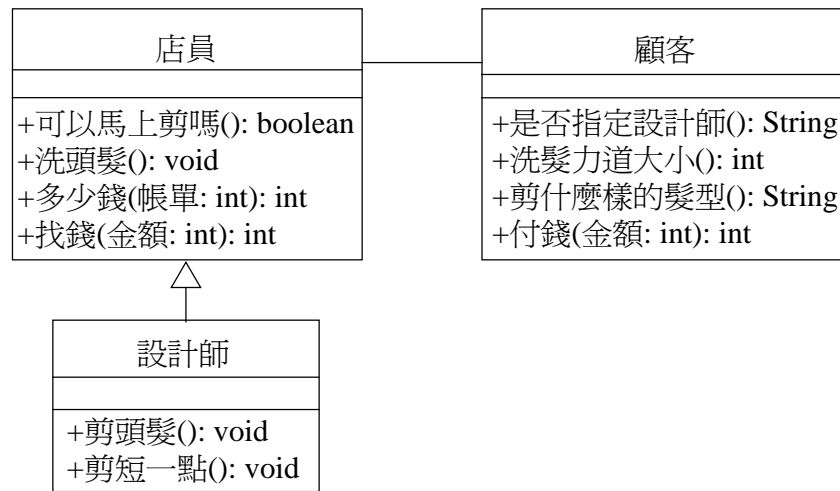 店員
+可以馬上剪嗎(): boolean
+洗頭髮(): void
+多少錢(帳單: int): int
+找錢(金額: int): int
顧客
+是否指定設計師(): String
+洗髮力道大小(): int
+剪什麼樣的髮型(): String
+付錢(金額: int): int
設計師
+剪頭髮(): void
+剪短一點(): void